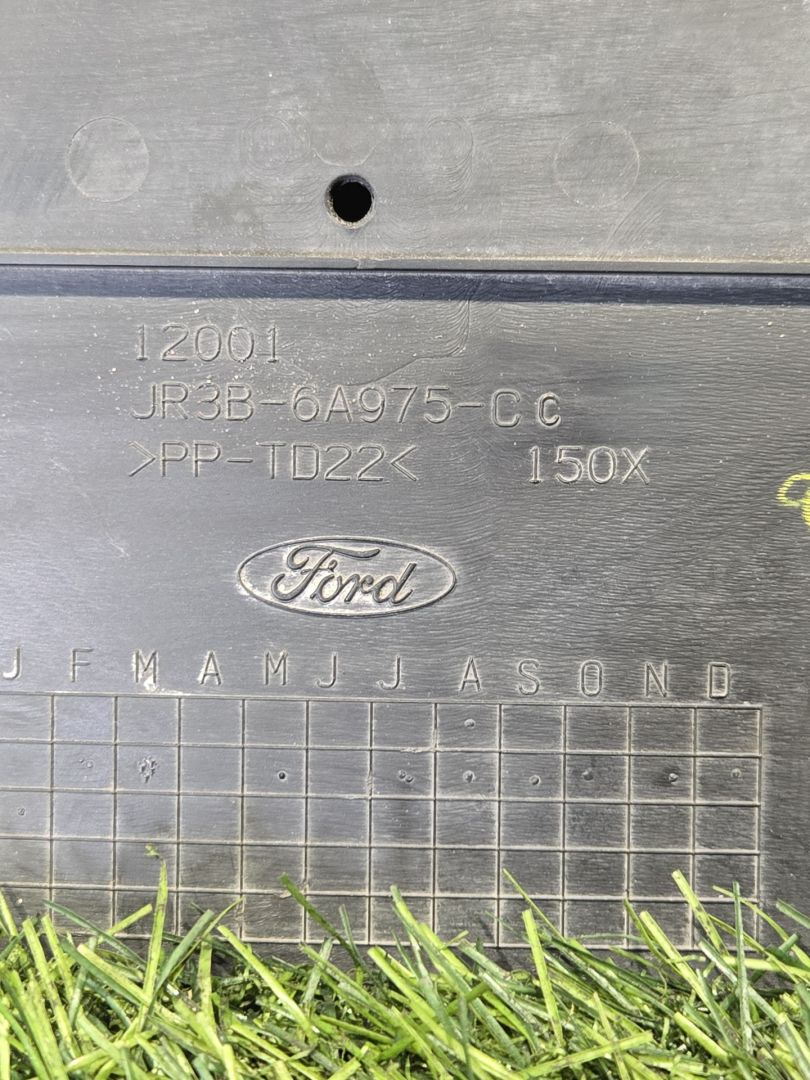 12001
JR3B-6A975-CC
>PP-TD22< 150X
Ford
J F M A M J J A S O N D